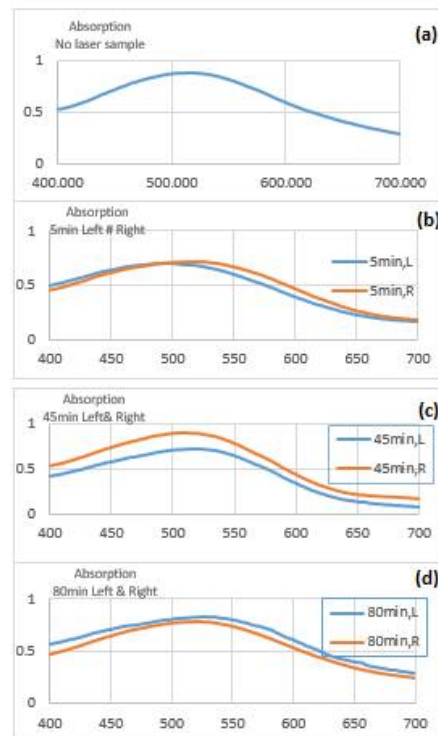 Absorption
No laser sample
(a)
1
0.5
0
400.000 500.000 600.000 700.000
Absorption
5min Left # Right
(b)
1
0.5
0
5min,L
5min,R
400 450 500 550 600 650 700
Absorption
45min Left& Right
(c)
1
0.5
0
45min,L
45min,R
400 450 500 550 600 650 700
Absorption
80min Left & Right
(d)
1
0.5
0
80min,L
80min,R
400 450 500 550 600 650 700